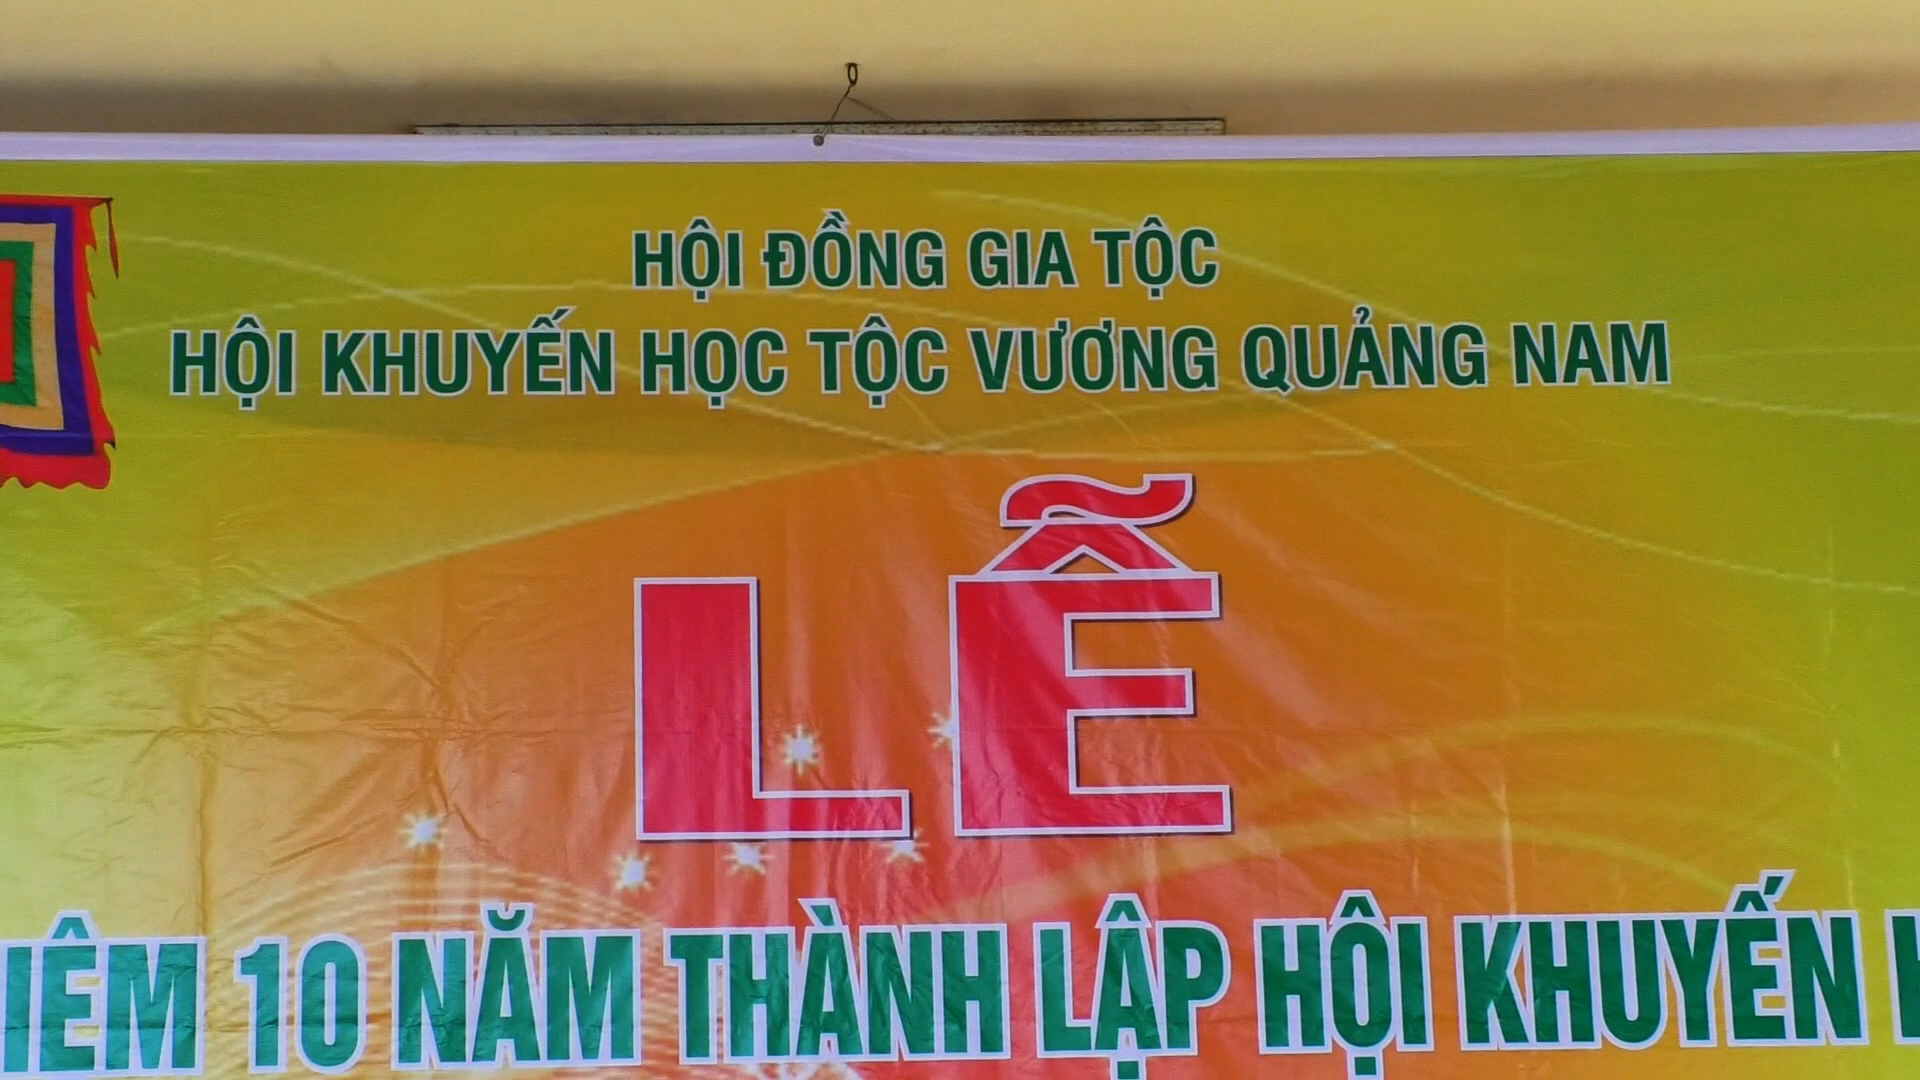 HỘI ĐỒNG GIA TỘC
HỘI KHUYẾN HỌC TỘC VƯƠNG QUẢNG NAM
LỄ
10 NĂM THÀNH LẬP HỘI KHUYẾN